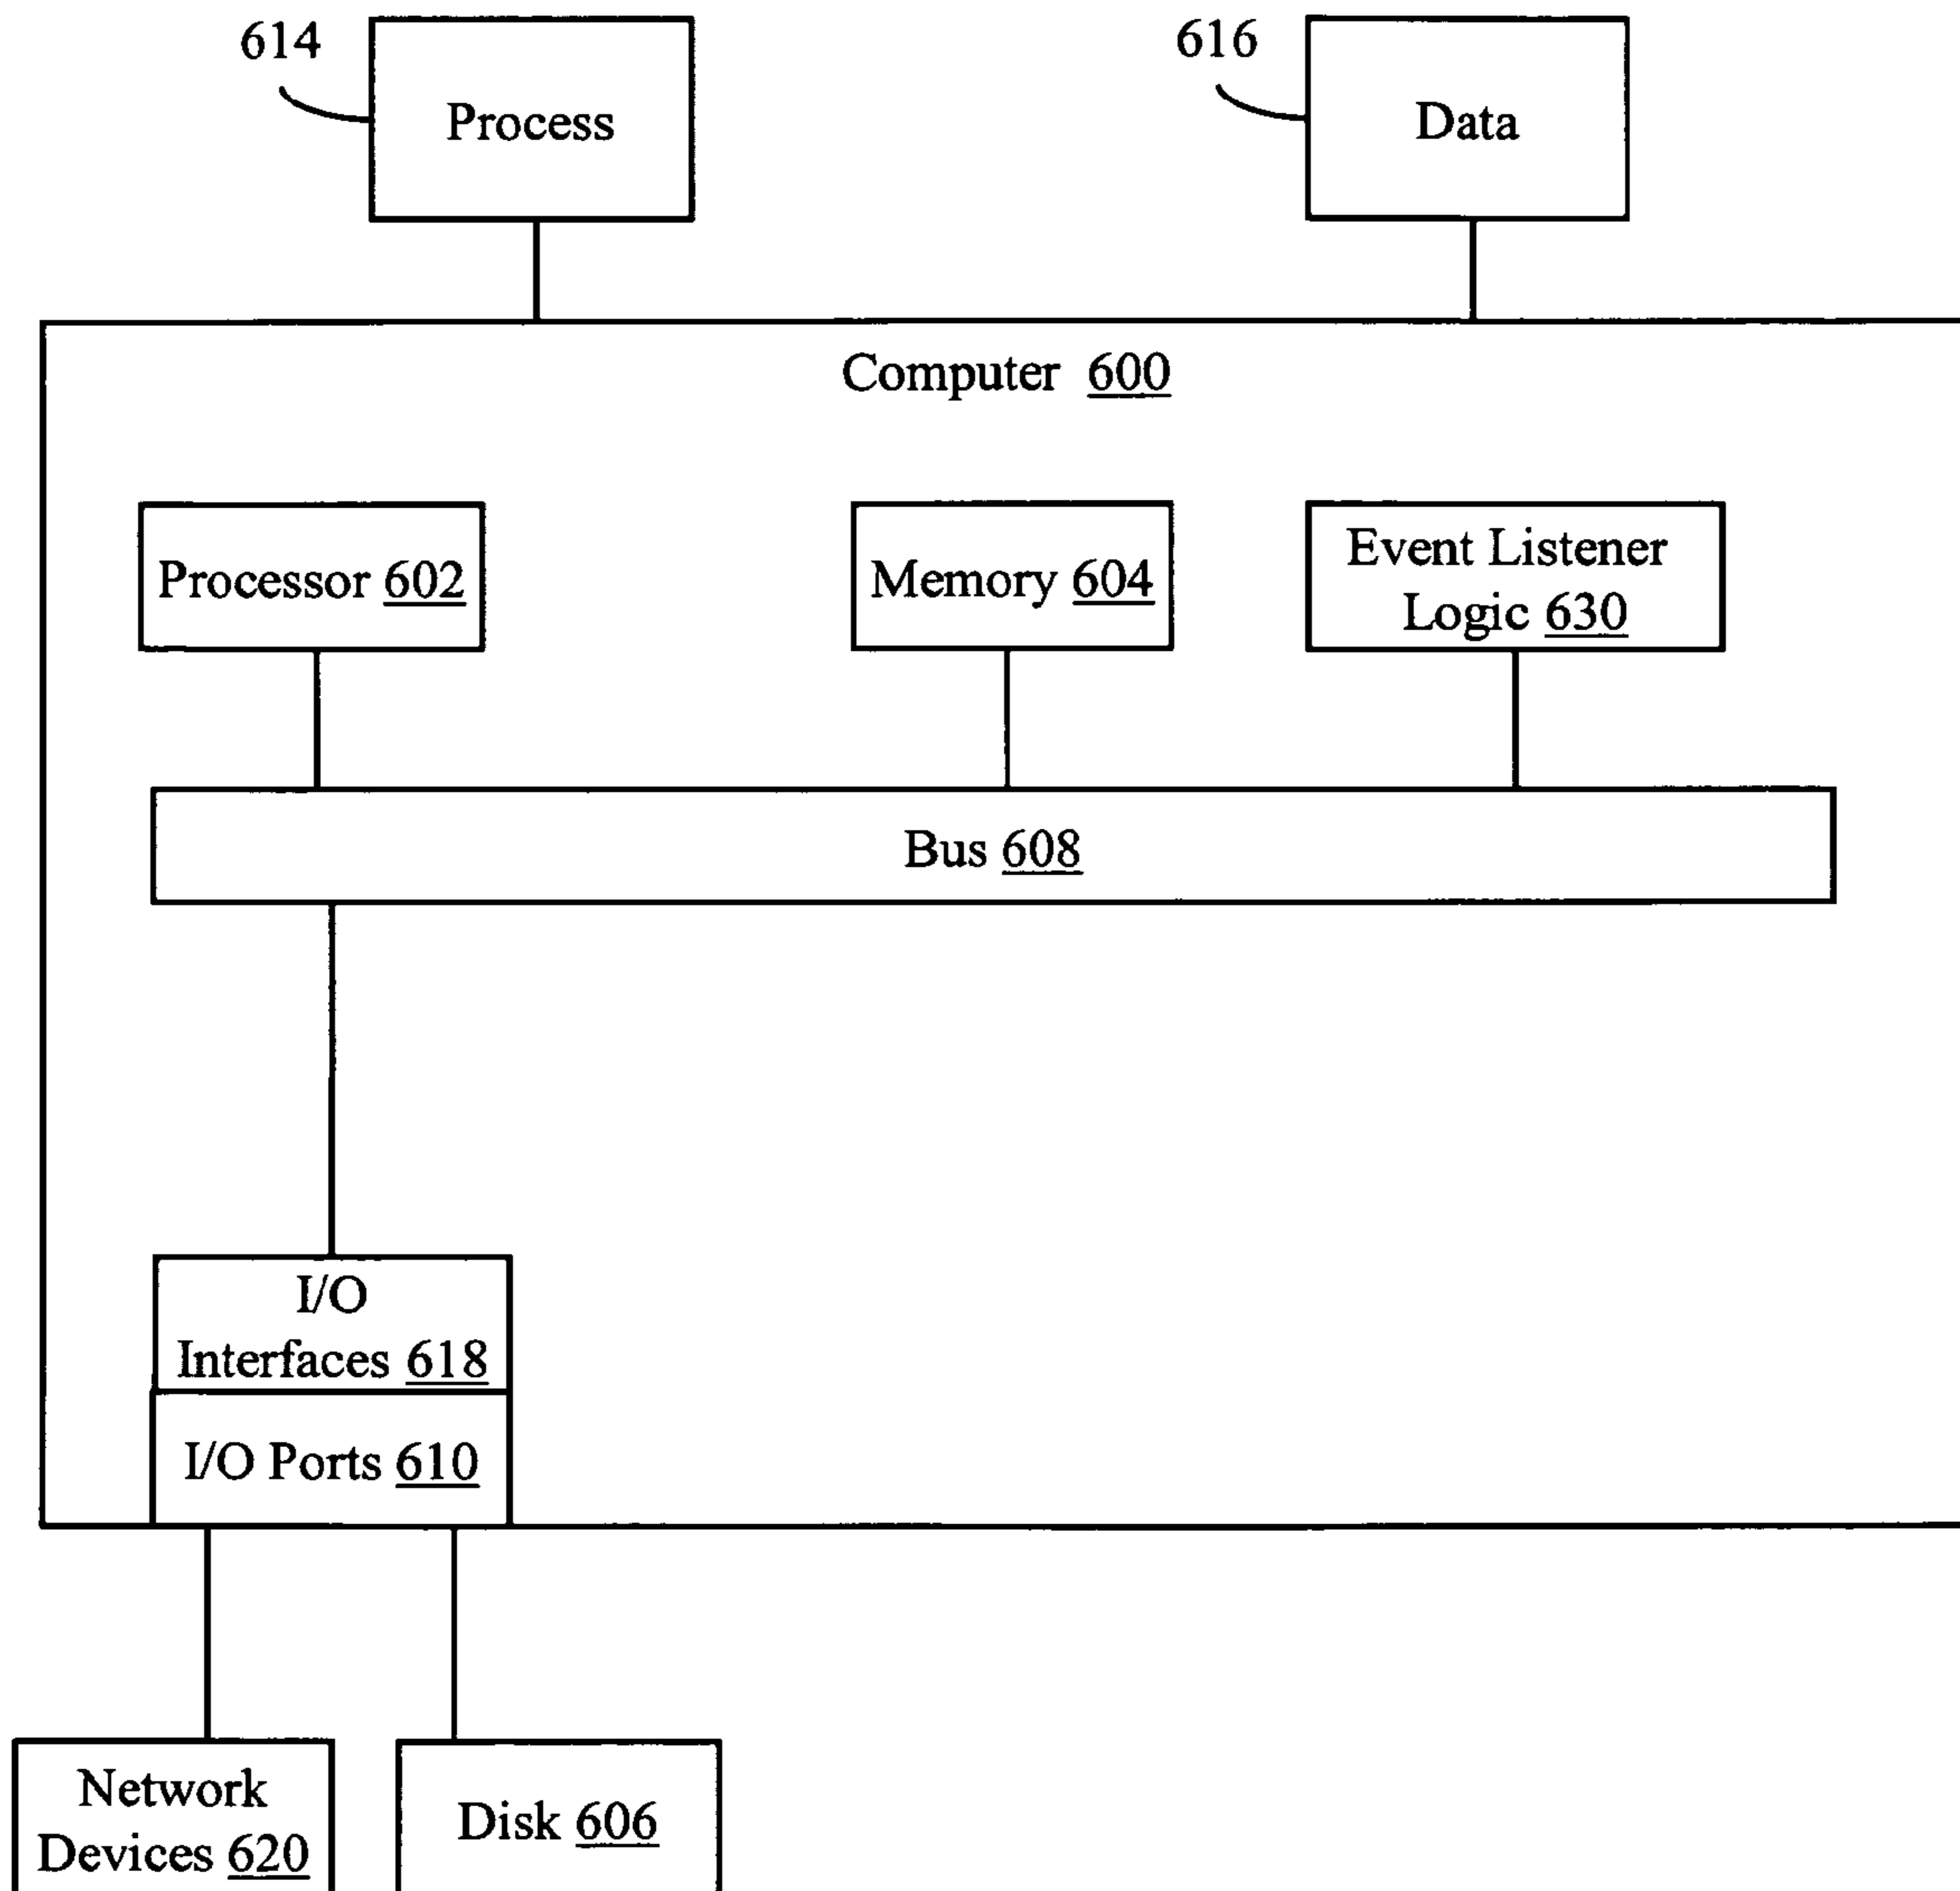 614
616
Process
Data
Computer 600
Processor 602
Memory 604
Event Listener
Logic 630
Bus 608
I/O
Interfaces 618
I/O Ports 610
Network
Devices 620
Disk 606